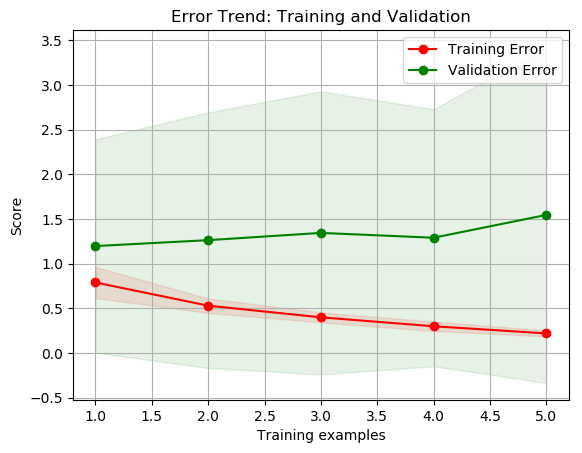 Error Trend: Training and Validation
Training Error
Validation Error
3.5
3.0
2.5
2.0
1.5
1.0
0.5
0.0
−0.5
Score
1.0 1.5 2.0 2.5 3.0 3.5 4.0 4.5 5.0
Training examples